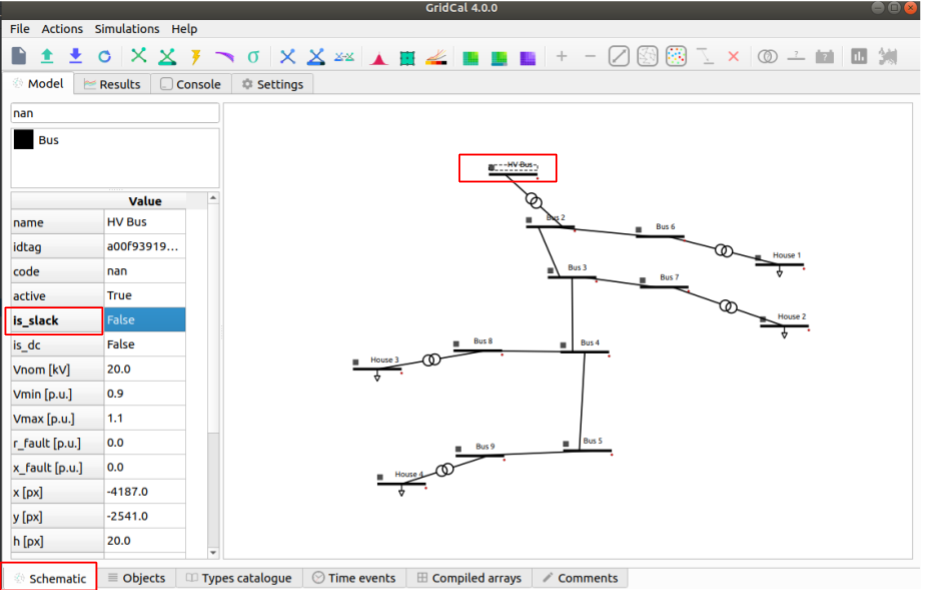 GridCal 4.0.0
File Actions Simulations Help
Model Results Console Settings
nan
Bus
Value
name HV Bus
idtag a00f93919...
code nan
active True
is_slack False
is_dc False
Vnom [kV] 20.0
Vmin [p.u.] 0.9
Vmax [p.u.] 1.1
r_fault [p.u.] 0.0
x_fault [p.u.] 0.0
x [px] -4187.0
y [px] -2541.0
h [px] 20.0
HV Bus
Bus 2
Bus 6
House 1
Bus 3
Bus 7
House 2
Bus 8
Bus 4
House 3
Bus 9
Bus 5
House 4
Schematic Objects Types catalogue Time events Compiled arrays Comments